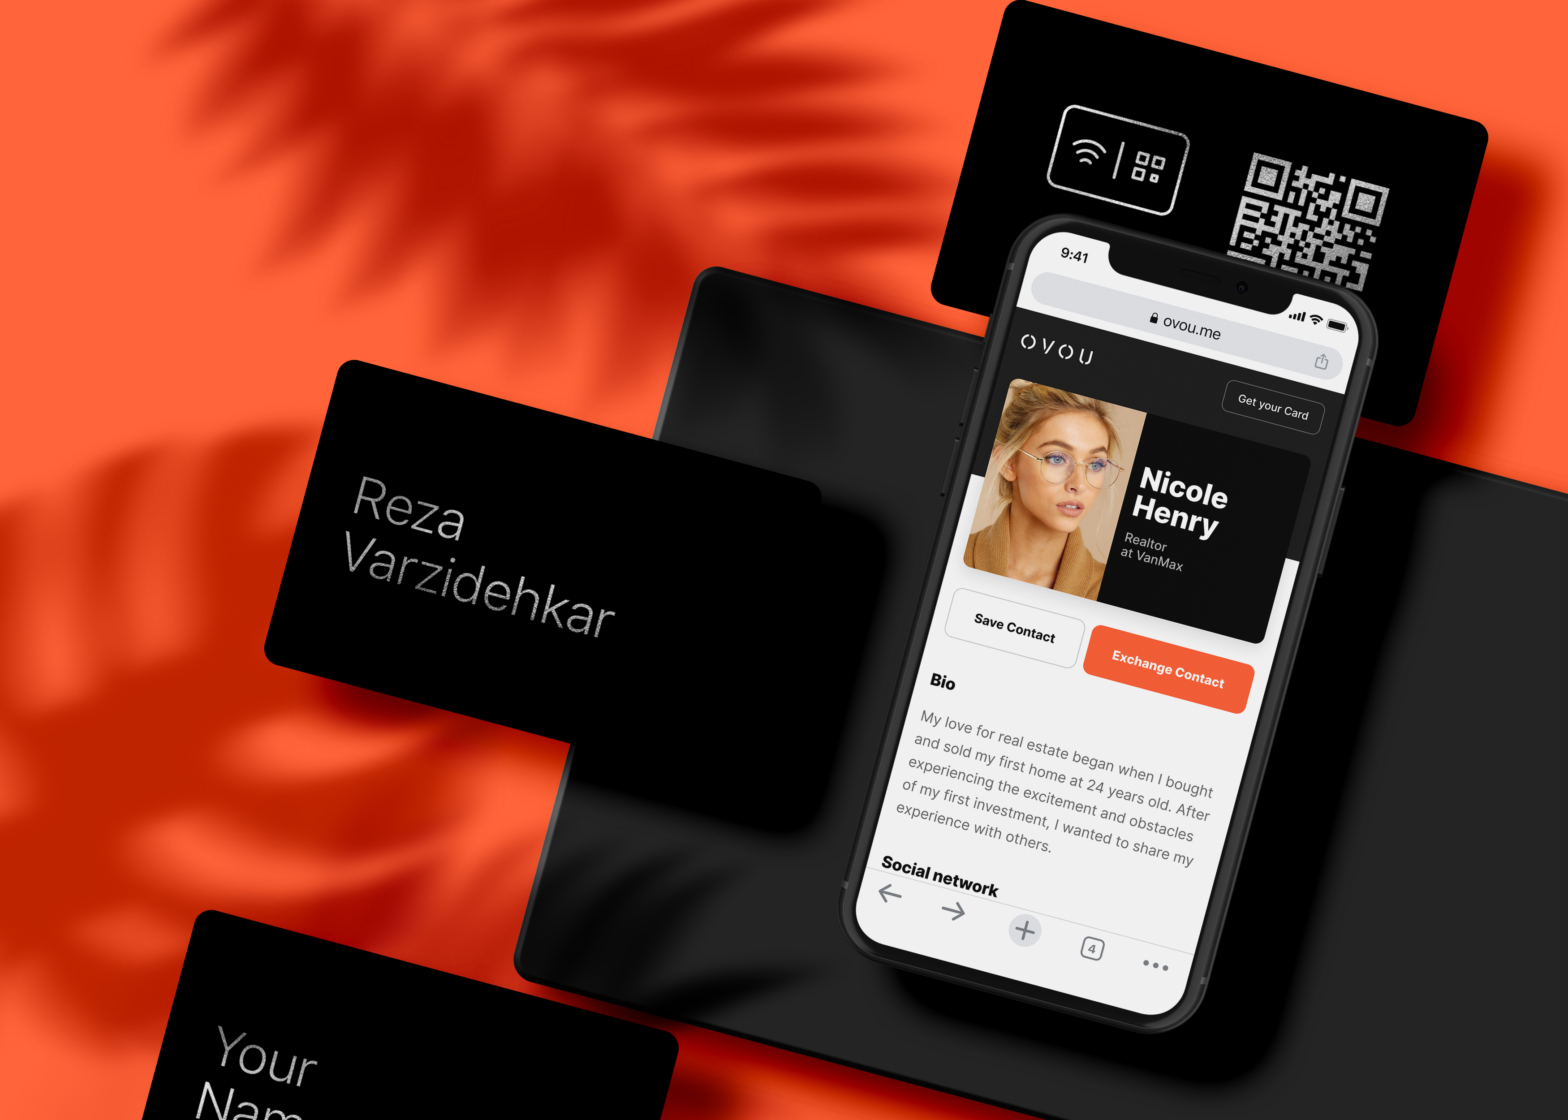 9:41
ovou.me
OVOU
Get your Card
Nicole
Henry
Realtor
at VanMax
Save Contact
Exchange Contact
Bio
My love for real estate began when I bought
and sold my first home at 24 years old. After
experiencing the excitement and obstacles
of my first investment, I wanted to share my
experience with others.
Social network
4
Reza
Varzidehkar
Your
Nam